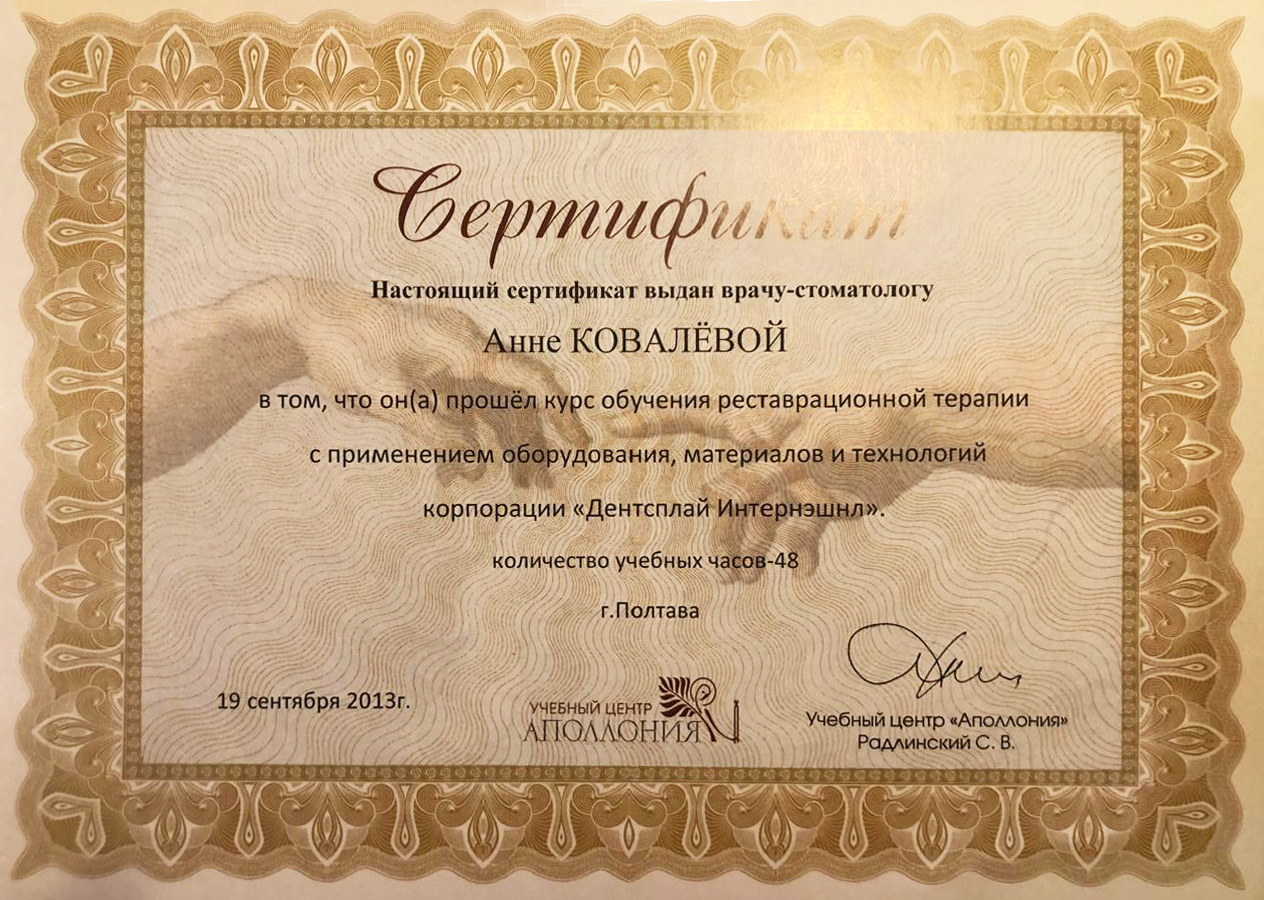 Сертификат
Настоящий сертификат выдан врачу-стоматологу
Анне КОВАЛЁВОЙ
в том, что он(а) прошёл курс обучения реставрационной терапии
с применением оборудования, материалов и технологий
корпорации «Дентсплай Интернэшнл».
количество учебных часов-48
г.Полтава
19 сентября 2013г.
УЧЕБНЫЙ ЦЕНТР
АПОЛЛОНИЯ
Учебный центр «Аполлония»
Радлинский С. В.